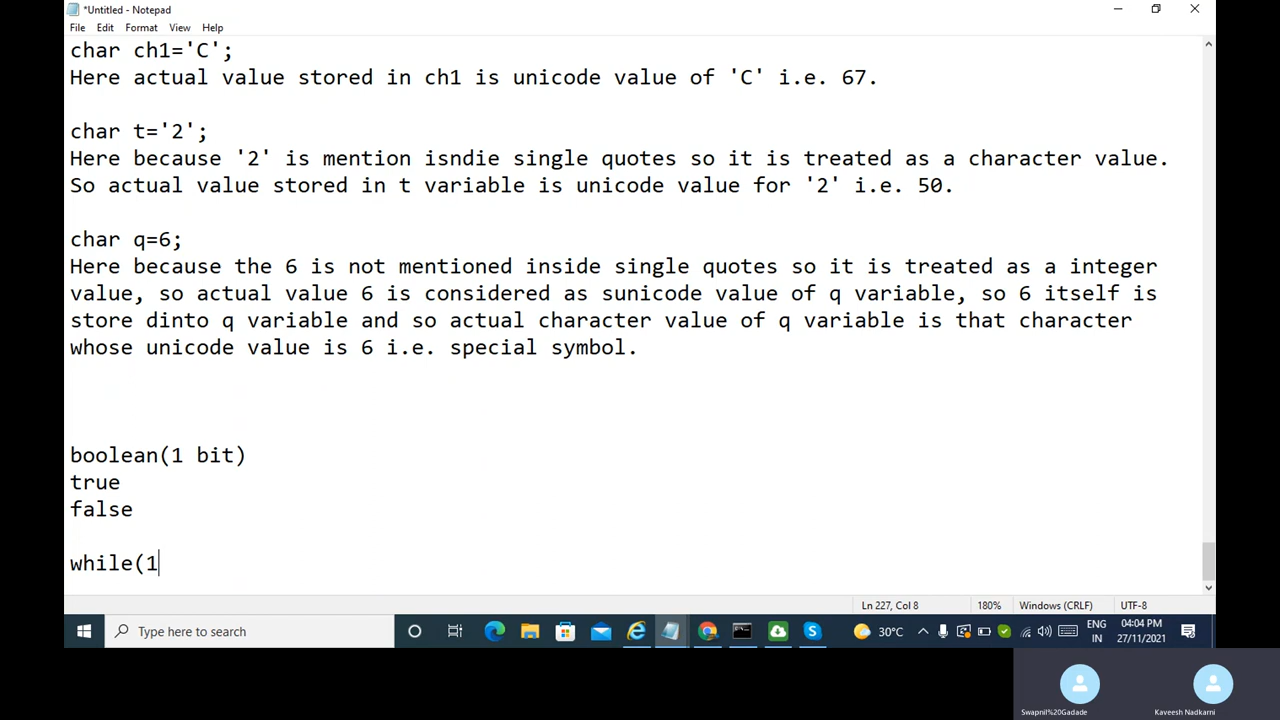 *Untitled - Notepad
File Edit Format View Help
char ch1='C';
Here actual value stored in ch1 is unicode value of 'C' i.e. 67.
char t='2';
Here because '2' is mention isndie single quotes so it is treated as a character value.
So actual value stored in t variable is unicode value for '2' i.e. 50.
char q=6;
Here because the 6 is not mentioned inside single quotes so it is treated as a integer
value, so actual value 6 is considered as sunicode value of q variable, so 6 itself is
store dinto q variable and so actual character value of q variable is that character
whose unicode value is 6 i.e. special symbol.
boolean(1 bit)
true
false
while(1
Ln 227, Col 8 180% Windows (CRLF) UTF-8
Type here to search
30°C
ENG
IN
04:04 PM
27/11/2021
Swapnil%20Gadade
Kaveesh Nadkarni